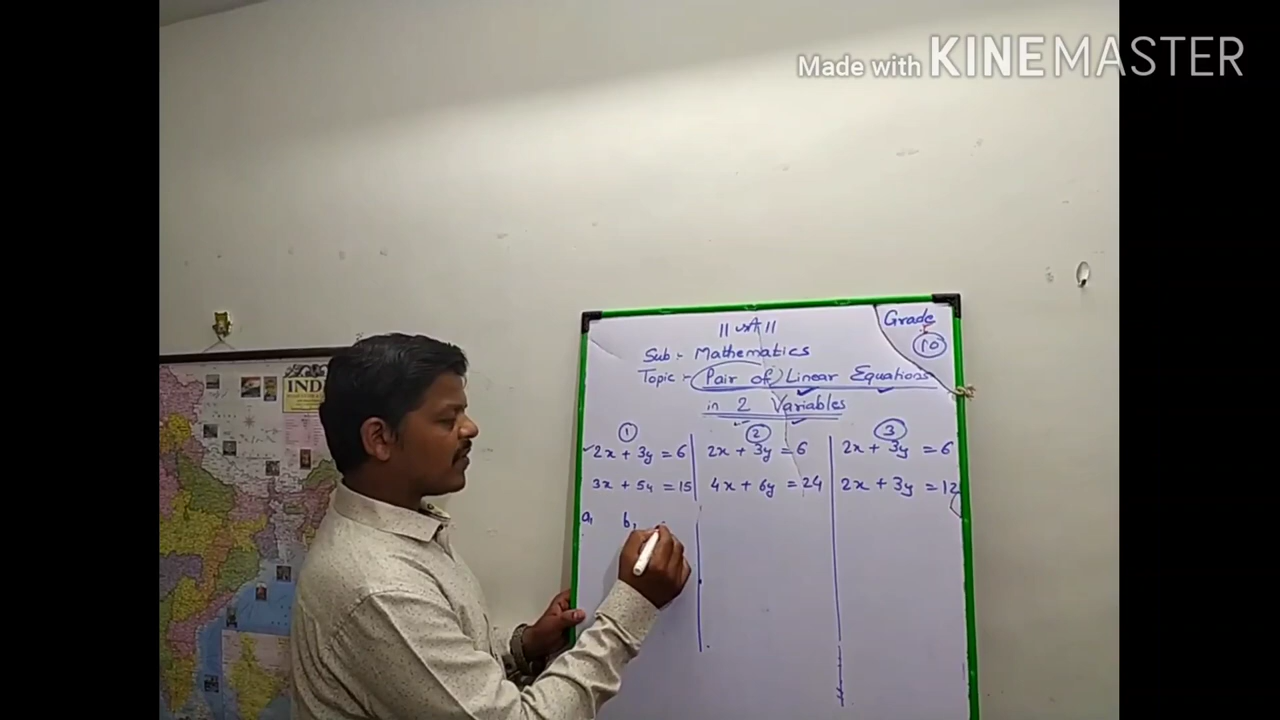 Made with KINEMASTER
INDI
Grade
10
Sub :- Mathematics
Topic :- Pair of Linear Equations
in 2 Variables
1
2x + 3y = 6
3x + 5y = 15
a₁ b₁
2
2x + 3y = 6
4x + 6y = 24
3
2x + 3y = 6
2x + 3y = 12